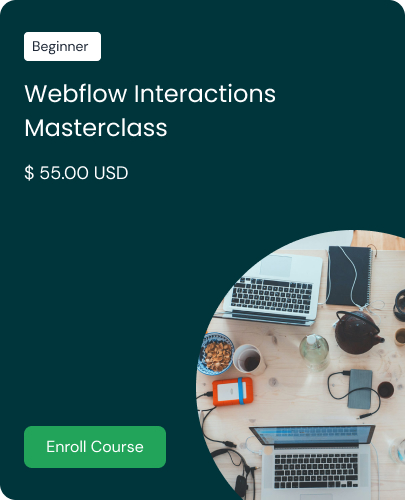 Beginner
Webflow Interactions
Masterclass
$ 55.00 USD
Enroll Course